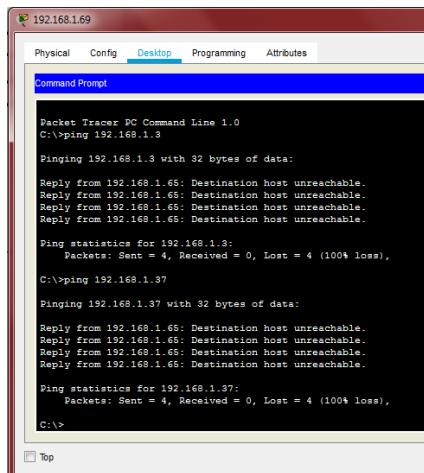 192.168.1.69
Physical Config Desktop Programming Attributes
Command Prompt
Packet Tracer PC Command Line 1.0
C:\>ping 192.168.1.3
Pinging 192.168.1.3 with 32 bytes of data:
Reply from 192.168.1.65: Destination host unreachable.
Reply from 192.168.1.65: Destination host unreachable.
Reply from 192.168.1.65: Destination host unreachable.
Reply from 192.168.1.65: Destination host unreachable.
Ping statistics for 192.168.1.3:
Packets: Sent = 4, Received = 0, Lost = 4 (100% loss),
C:\>ping 192.168.1.37
Pinging 192.168.1.37 with 32 bytes of data:
Reply from 192.168.1.65: Destination host unreachable.
Reply from 192.168.1.65: Destination host unreachable.
Reply from 192.168.1.65: Destination host unreachable.
Reply from 192.168.1.65: Destination host unreachable.
Ping statistics for 192.168.1.37:
Packets: Sent = 4, Received = 0, Lost = 4 (100% loss),
C:\>
Top